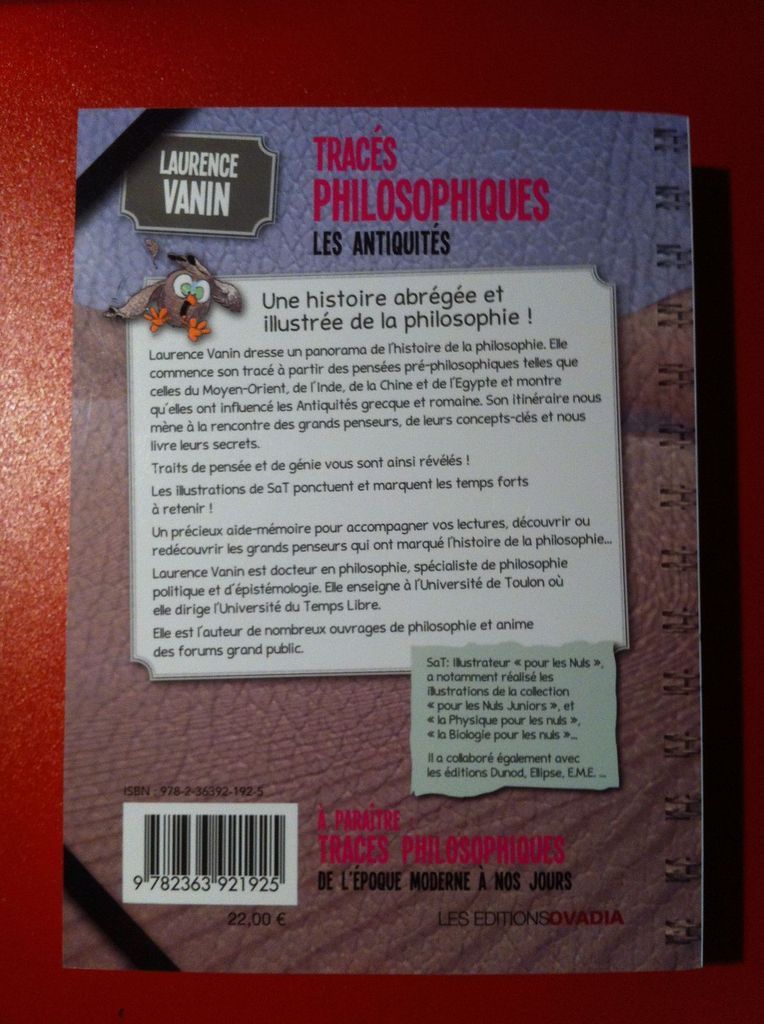 LAURENCE
VANIN
TRACÉS
PHILOSOPHIQUES
LES ANTIQUITÉS
Une histoire abrégée et
illustrée de la philosophie !
Laurence Vanin dresse un panorama de l'histoire de la philosophie. Elle
commence son tracé à partir des pensées pré-philosophiques telles que
celles du Moyen-Orient, de l'Inde, de la Chine et de l'Egypte et montre
qu'elles ont influencé les Antiquités grecque et romaine. Son itinéraire nous
mène à la rencontre des grands penseurs, de leurs concepts-clés et nous
livre leurs secrets.
Traits de pensée et de génie vous sont ainsi révélés !
Les illustrations de SaT ponctuent et marquent les temps forts
à retenir !
Un précieux aide-mémoire pour accompagner vos lectures, découvrir ou
redécouvrir les grands penseurs qui ont marqué l'histoire de la philosophie...
Laurence Vanin est docteur en philosophie, spécialiste de philosophie
politique et d'épistémologie. Elle enseigne à l'Université de Toulon où
elle dirige l'Université du Temps Libre.
Elle est l'auteur de nombreux ouvrages de philosophie et anime
des forums grand public.
SaT: Illustrateur « pour les Nuls »,
a notamment réalisé les
illustrations de la collection
« pour les Nuls Juniors », et
« la Physique pour les nuls »,
« la Biologie pour les nuls »...
Il a collaboré également avec
les éditions Dunod, Ellipse, E.M.E. ...
ISBN : 978-2-36392-192-5
9 782363 921925
22,00 €
À PARAÎTRE
TRACÉS PHILOSOPHIQUES
DE L'ÉPOQUE MODERNE À NOS JOURS
LES EDITIONSOVADIA